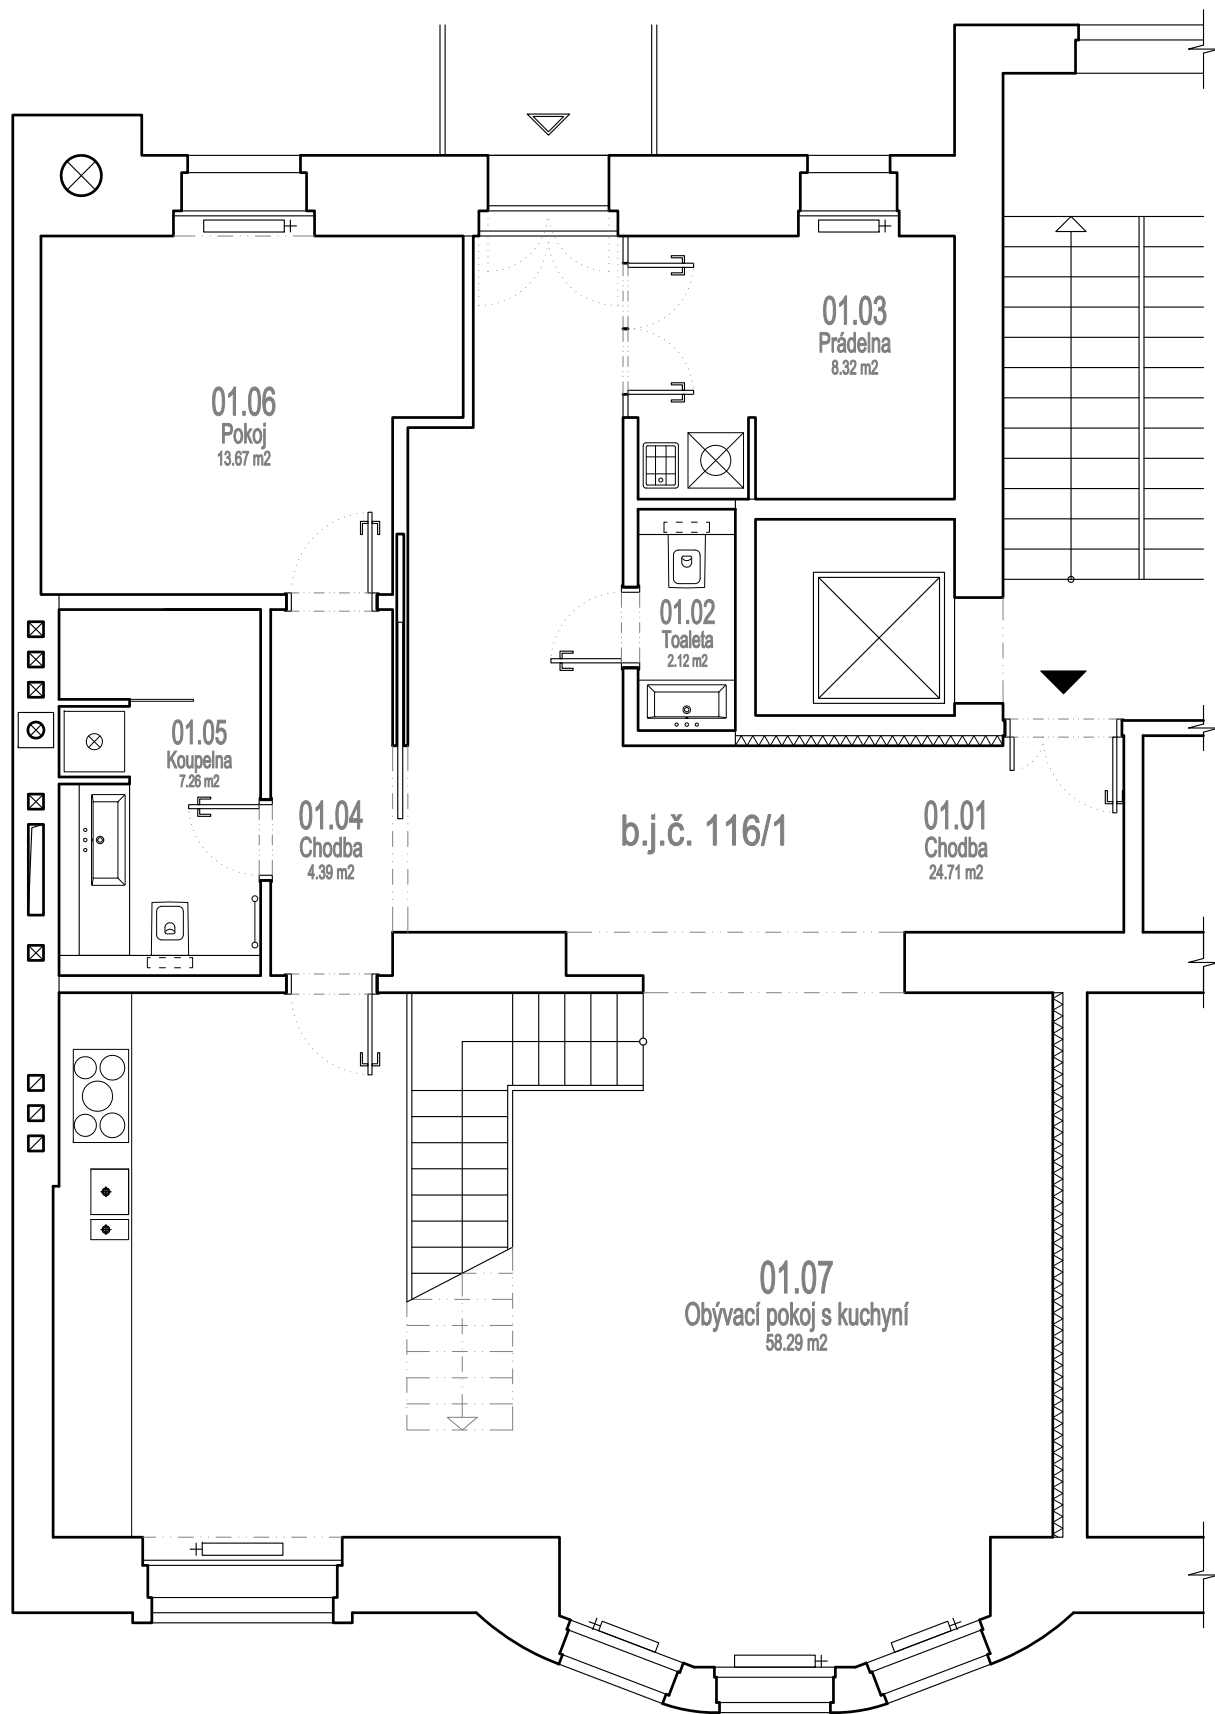 01.03
Prádelna
8.32 m2
01.06
Pokoj
13.67 m2
01.02
Toaleta
2.12 m2
01.05
Koupelna
7.26 m2
01.04
Chodba
4.39 m2
b.j.č. 116/1
01.01
Chodba
24.71 m2
01.07
Obývací pokoj s kuchyní
58.29 m2